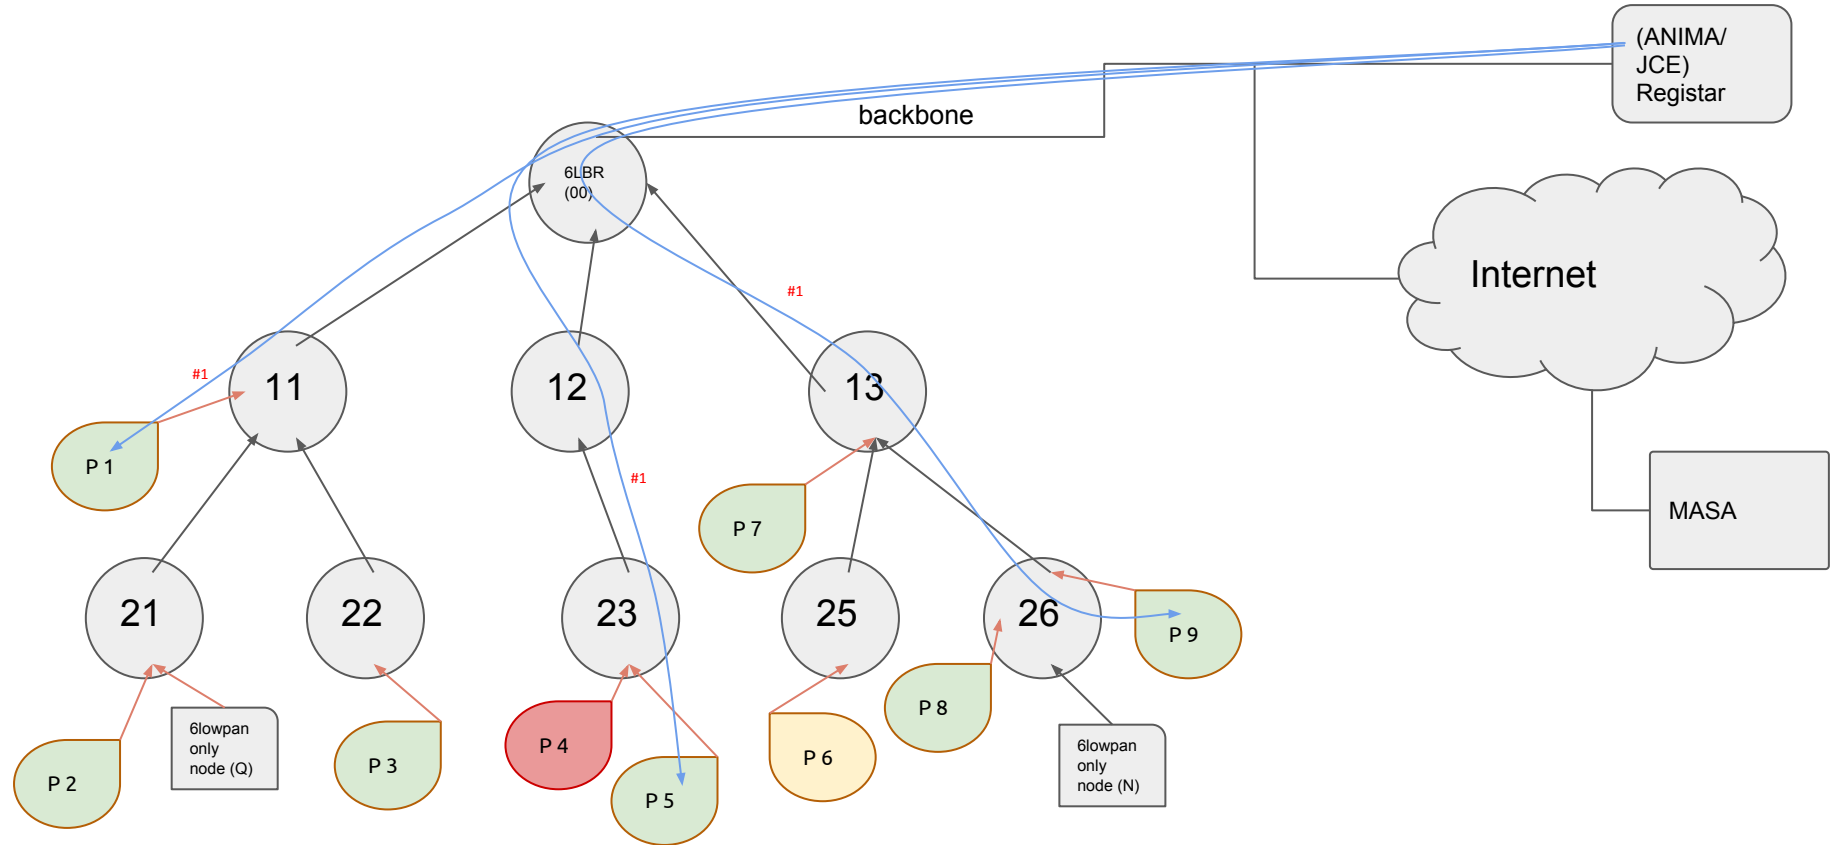 (ANIMA/
JCE)
Registar
backbone
6LBR
(00)
Internet
#1
#1
11
12
13
P 1
#1
P 7
MASA
21
22
23
25
26
P 9
P 8
6lowpan
only
node (Q)
P 4
P 6
6lowpan
only
node (N)
P 2
P 3
P 5